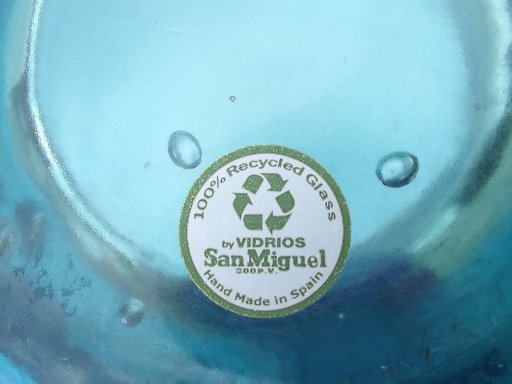 100% Recycled Glass
by VIDRIOS
San Miguel
COOP.V.
Hand Made in Spain